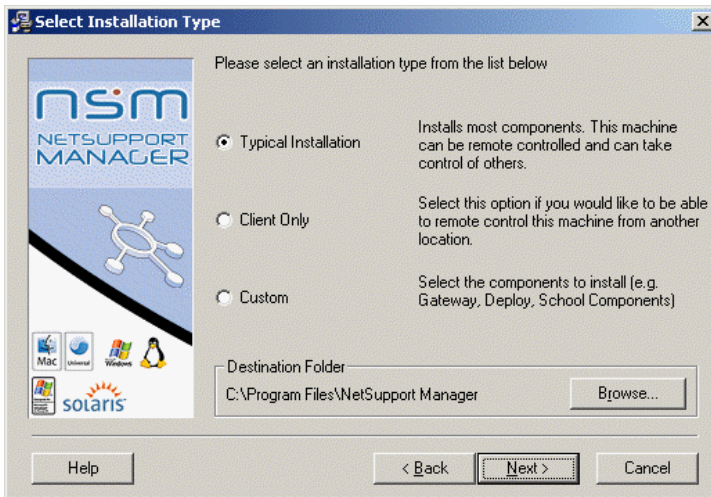 Select Installation Type
Please select an installation type from the list below
nsm
NETSUPPORT
MANAGER
Typical Installation
Installs most components. This machine
can be remote controlled and can take
control of others.
Client Only
Select this option if you would like to be able
to remote control this machine from another
location.
Custom
Select the components to install (e.g.
Gateway, Deploy, School Components)
Mac
Universal
Windows
solaris
Destination Folder
C:\Program Files\NetSupport Manager
Browse...
Help
< Back
Next >
Cancel